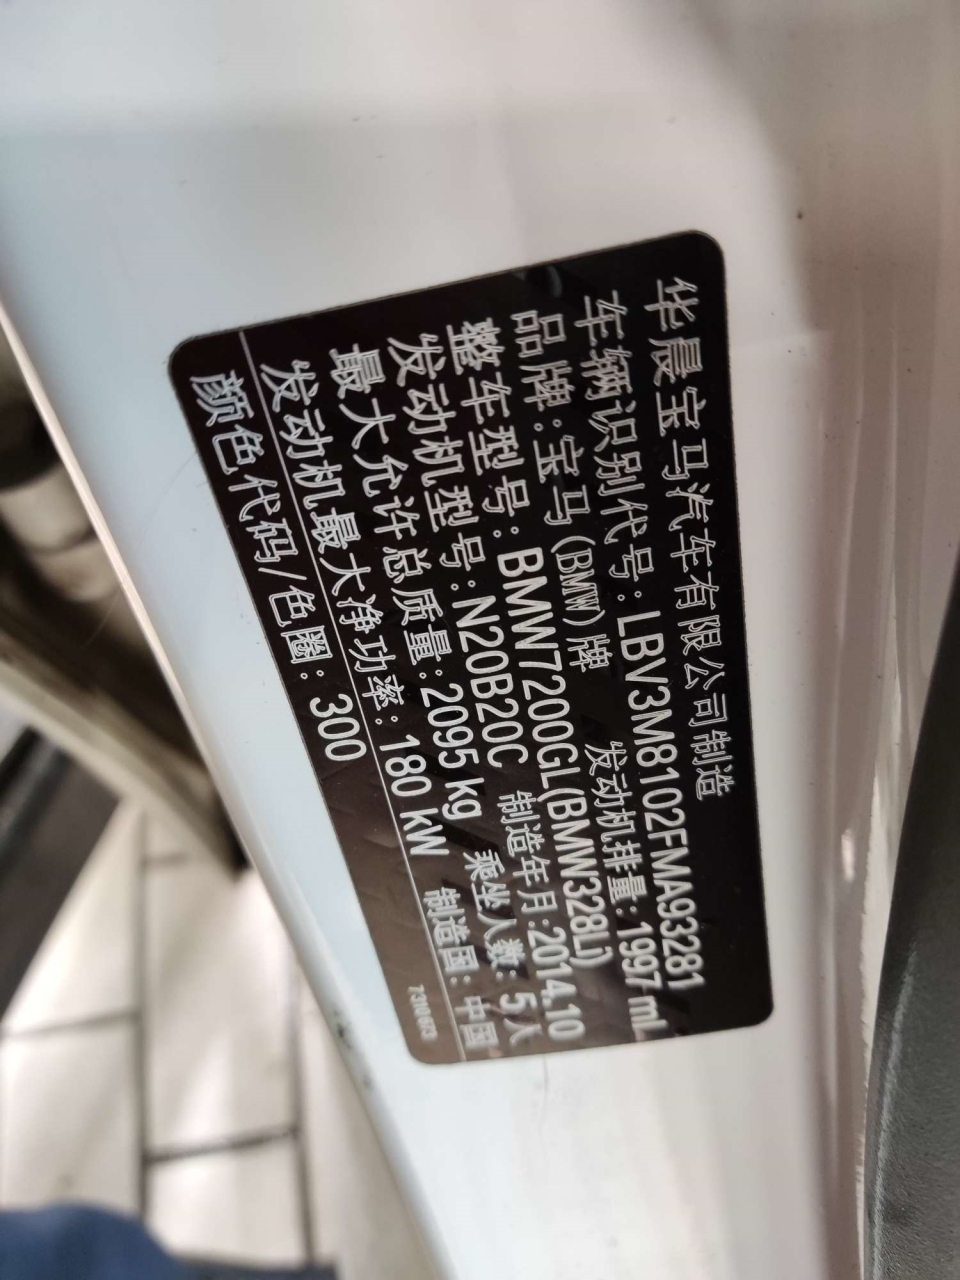 华晨宝马汽车有限公司制造
车辆识别代号：LBV3M8102FMA93281
品牌：宝马(BMW)牌 发动机排量：1997 mL
整车型号：BMW7200GL(BMW328Li)
发动机型号：N20B20C 制造年月：2014.10
最大允许总质量：2095 kg 乘坐人数：5人
发动机最大净功率：180 kW 制造国：中国
颜色代码/色圈：300